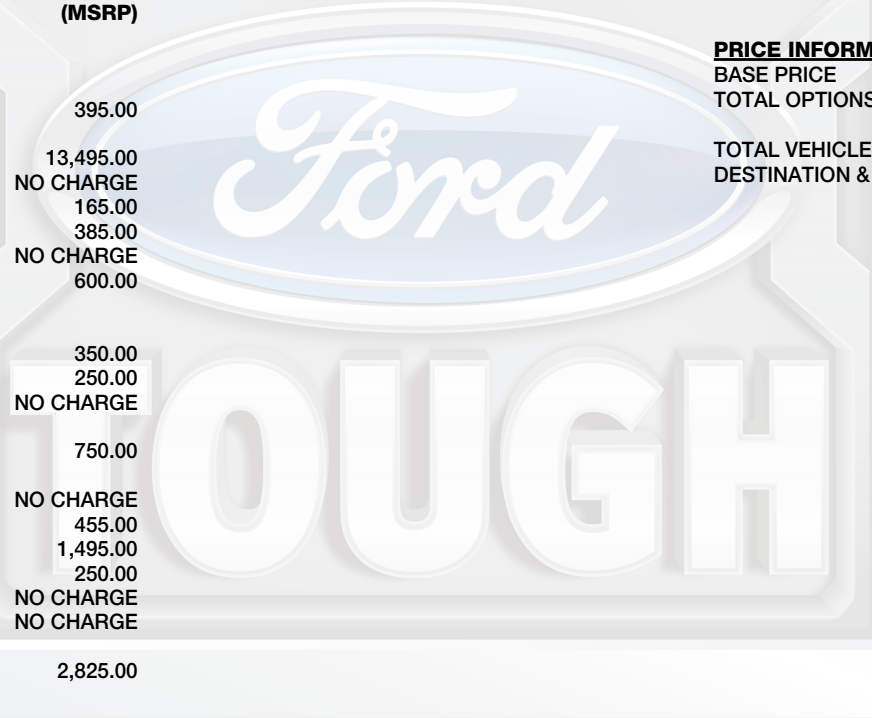 (MSRP)
395.00
13,495.00
NO CHARGE
165.00
385.00
NO CHARGE
600.00
350.00
250.00
NO CHARGE
750.00
NO CHARGE
455.00
1,495.00
250.00
NO CHARGE
NO CHARGE
2,825.00
PRICE INFORM
BASE PRICE
TOTAL OPTIONS
TOTAL VEHICLE
DESTINATION &
Ford
TOUGH